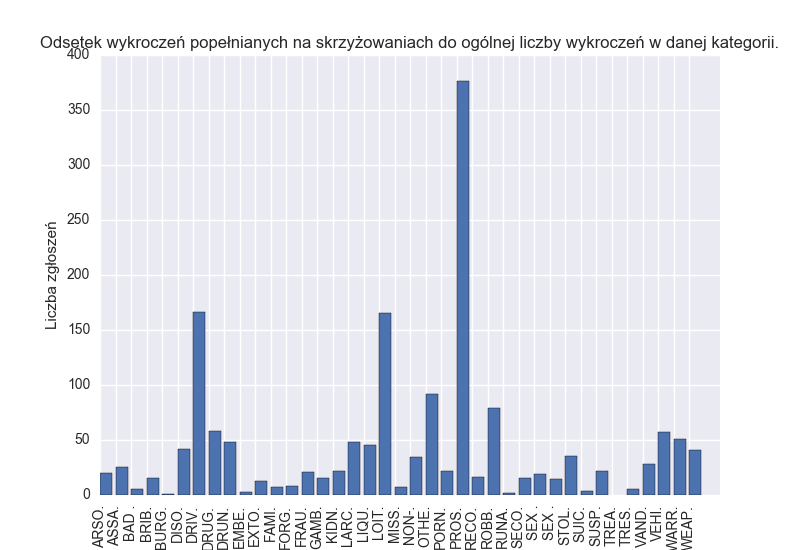 Odsetek wykroczeń popełnianych na skrzyżowaniach do ogólnej liczby wykroczeń w danej kategorii.
400
350
300
250
200
150
100
50
0
Liczba zgłoszeń
ARSO.
ASSA.
BAD .
BRIB.
BURG.
DISO.
DRIV.
DRUG.
DRUN.
EMBE.
EXTO.
FAMI.
FORG.
FRAU.
GAMB.
KIDN.
LARC.
LIQU.
LOIT.
MISS.
NON-.
OTHE.
PORN.
PROS.
RECO.
ROBB.
RUNA.
SECO.
SEX .
SEX .
STOL.
SUIC.
SUSP.
TREA.
TRES.
VAND.
VEHI.
WARR.
WEAP.